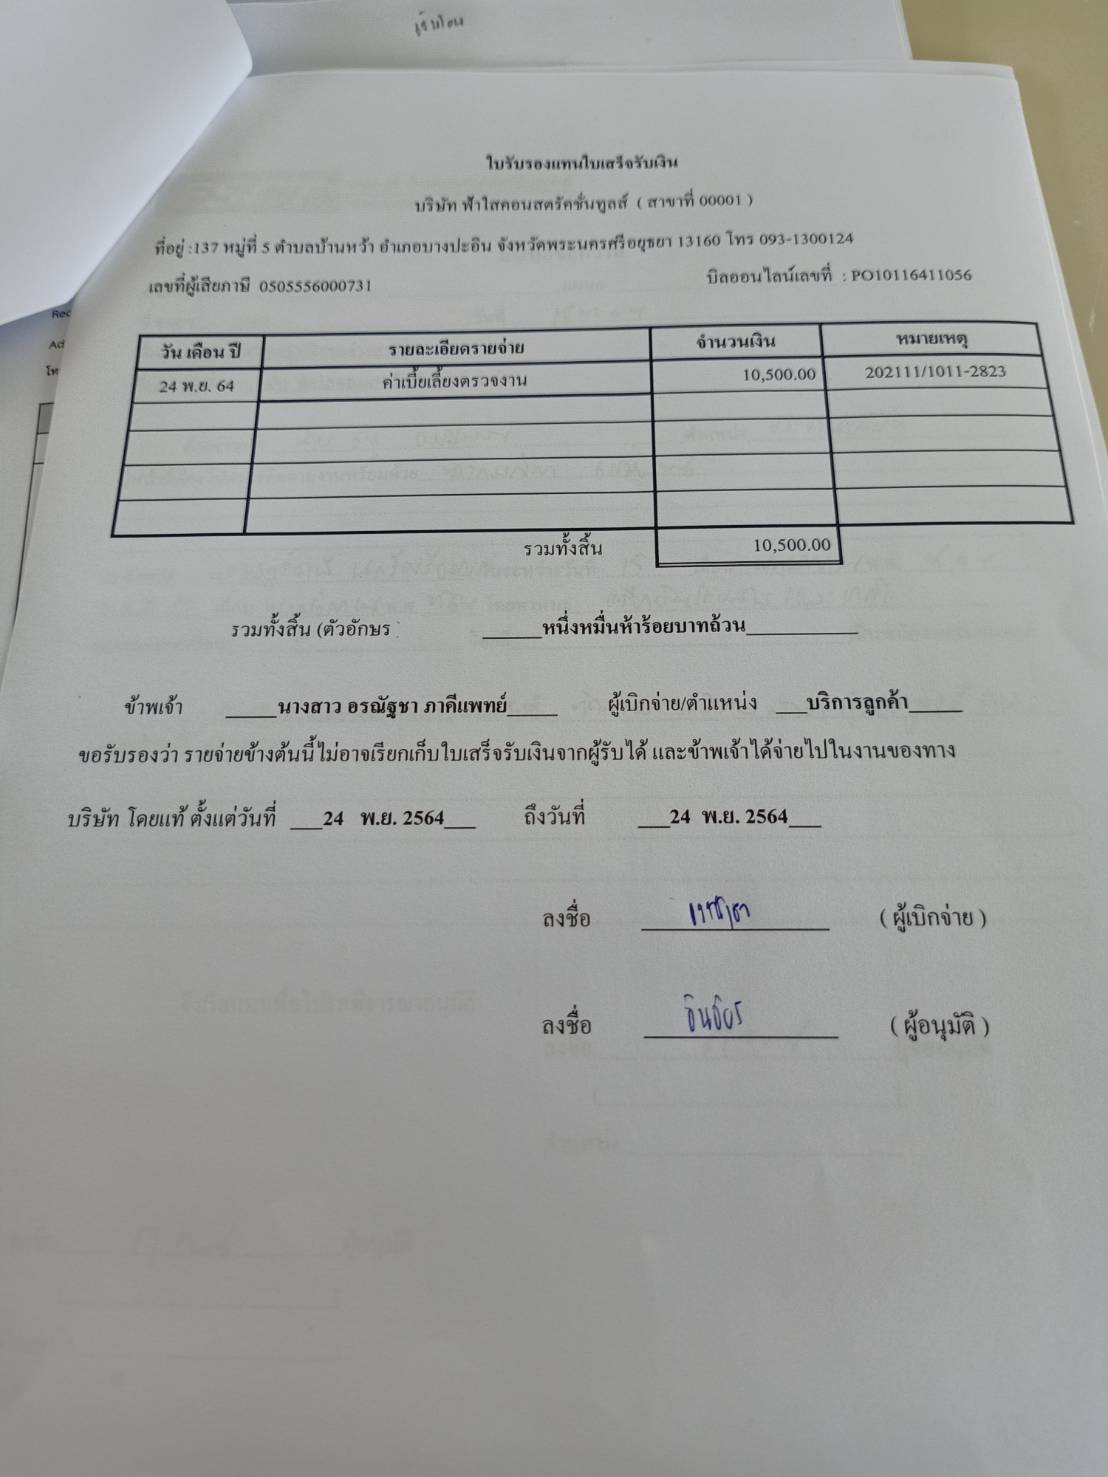 ใบรับรองแทนใบเสร็จรับเงิน
บริษัท ฟ้าใสคอนสตรัคชั่นทูลส์ ( สาขาที่ 00001 )
ที่อยู่ :137 หมู่ที่ 5 ตำบลบ้านหว้า อำเภอบางปะอิน จังหวัดพระนครศรีอยุธยา 13160 โทร 093-1300124
เลขที่ผู้เสียภาษี 0505556000731 บิลออนไลน์เลขที่ : PO10116411056
วัน เดือน ปี รายละเอียดรายจ่าย จำนวนเงิน หมายเหตุ
24 พ.ย. 64 ค่าเบี้ยเลี้ยงตรวจงาน 10,500.00 202111/1011-2823
รวมทั้งสิ้น 10,500.00
รวมทั้งสิ้น (ตัวอักษร ______หนึ่งหมื่นห้าร้อยบาทถ้วน___________
ข้าพเจ้า _____นางสาว อรณัฐชา ภาคีแพทย์_____ ผู้เบิกจ่าย/ตำแหน่ง ___บริการลูกค้า_____
ขอรับรองว่า รายจ่ายข้างต้นนี้ไม่อาจเรียกเก็บใบเสร็จรับเงินจากผู้รับได้ และข้าพเจ้าได้จ่ายไปในงานของทาง
บริษัท โดยแท้ ตั้งแต่วันที่ ___24 พ.ย. 2564___ ถึงวันที่ ___24 พ.ย. 2564___
ลงชื่อ ( ผู้เบิกจ่าย )
ลงชื่อ ( ผู้อนุมัติ )